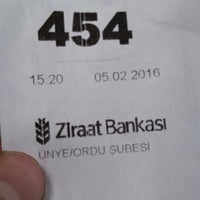 454
15.20 05.02.2016
Ziraat Bankası
ÜNYE/ORDU ŞUBESİ